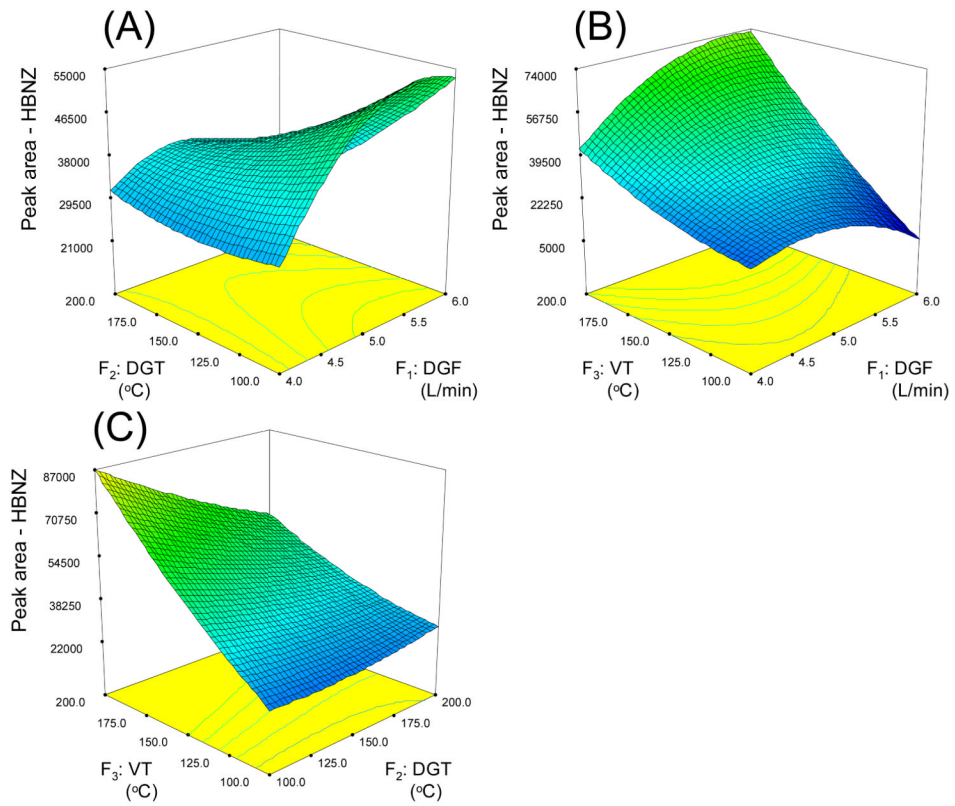 (A)
Peak area - HBNZ
55000
46500
38000
29500
21000
200.0
175.0
150.0
125.0
100.0
4.0
4.5
5.0
5.5
6.0
F₂: DGT
(ºC)
F₁: DGF
(L/min)
(B)
Peak area - HBNZ
74000
56750
39500
22250
5000
200.0
175.0
150.0
125.0
100.0
4.0
4.5
5.0
5.5
6.0
F₃: VT
(ºC)
F₁: DGF
(L/min)
(C)
Peak area - HBNZ
87000
70750
54500
38250
22000
200.0
175.0
150.0
125.0
100.0
100.0
125.0
150.0
175.0
200.0
F₃: VT
(ºC)
F₂: DGT
(ºC)